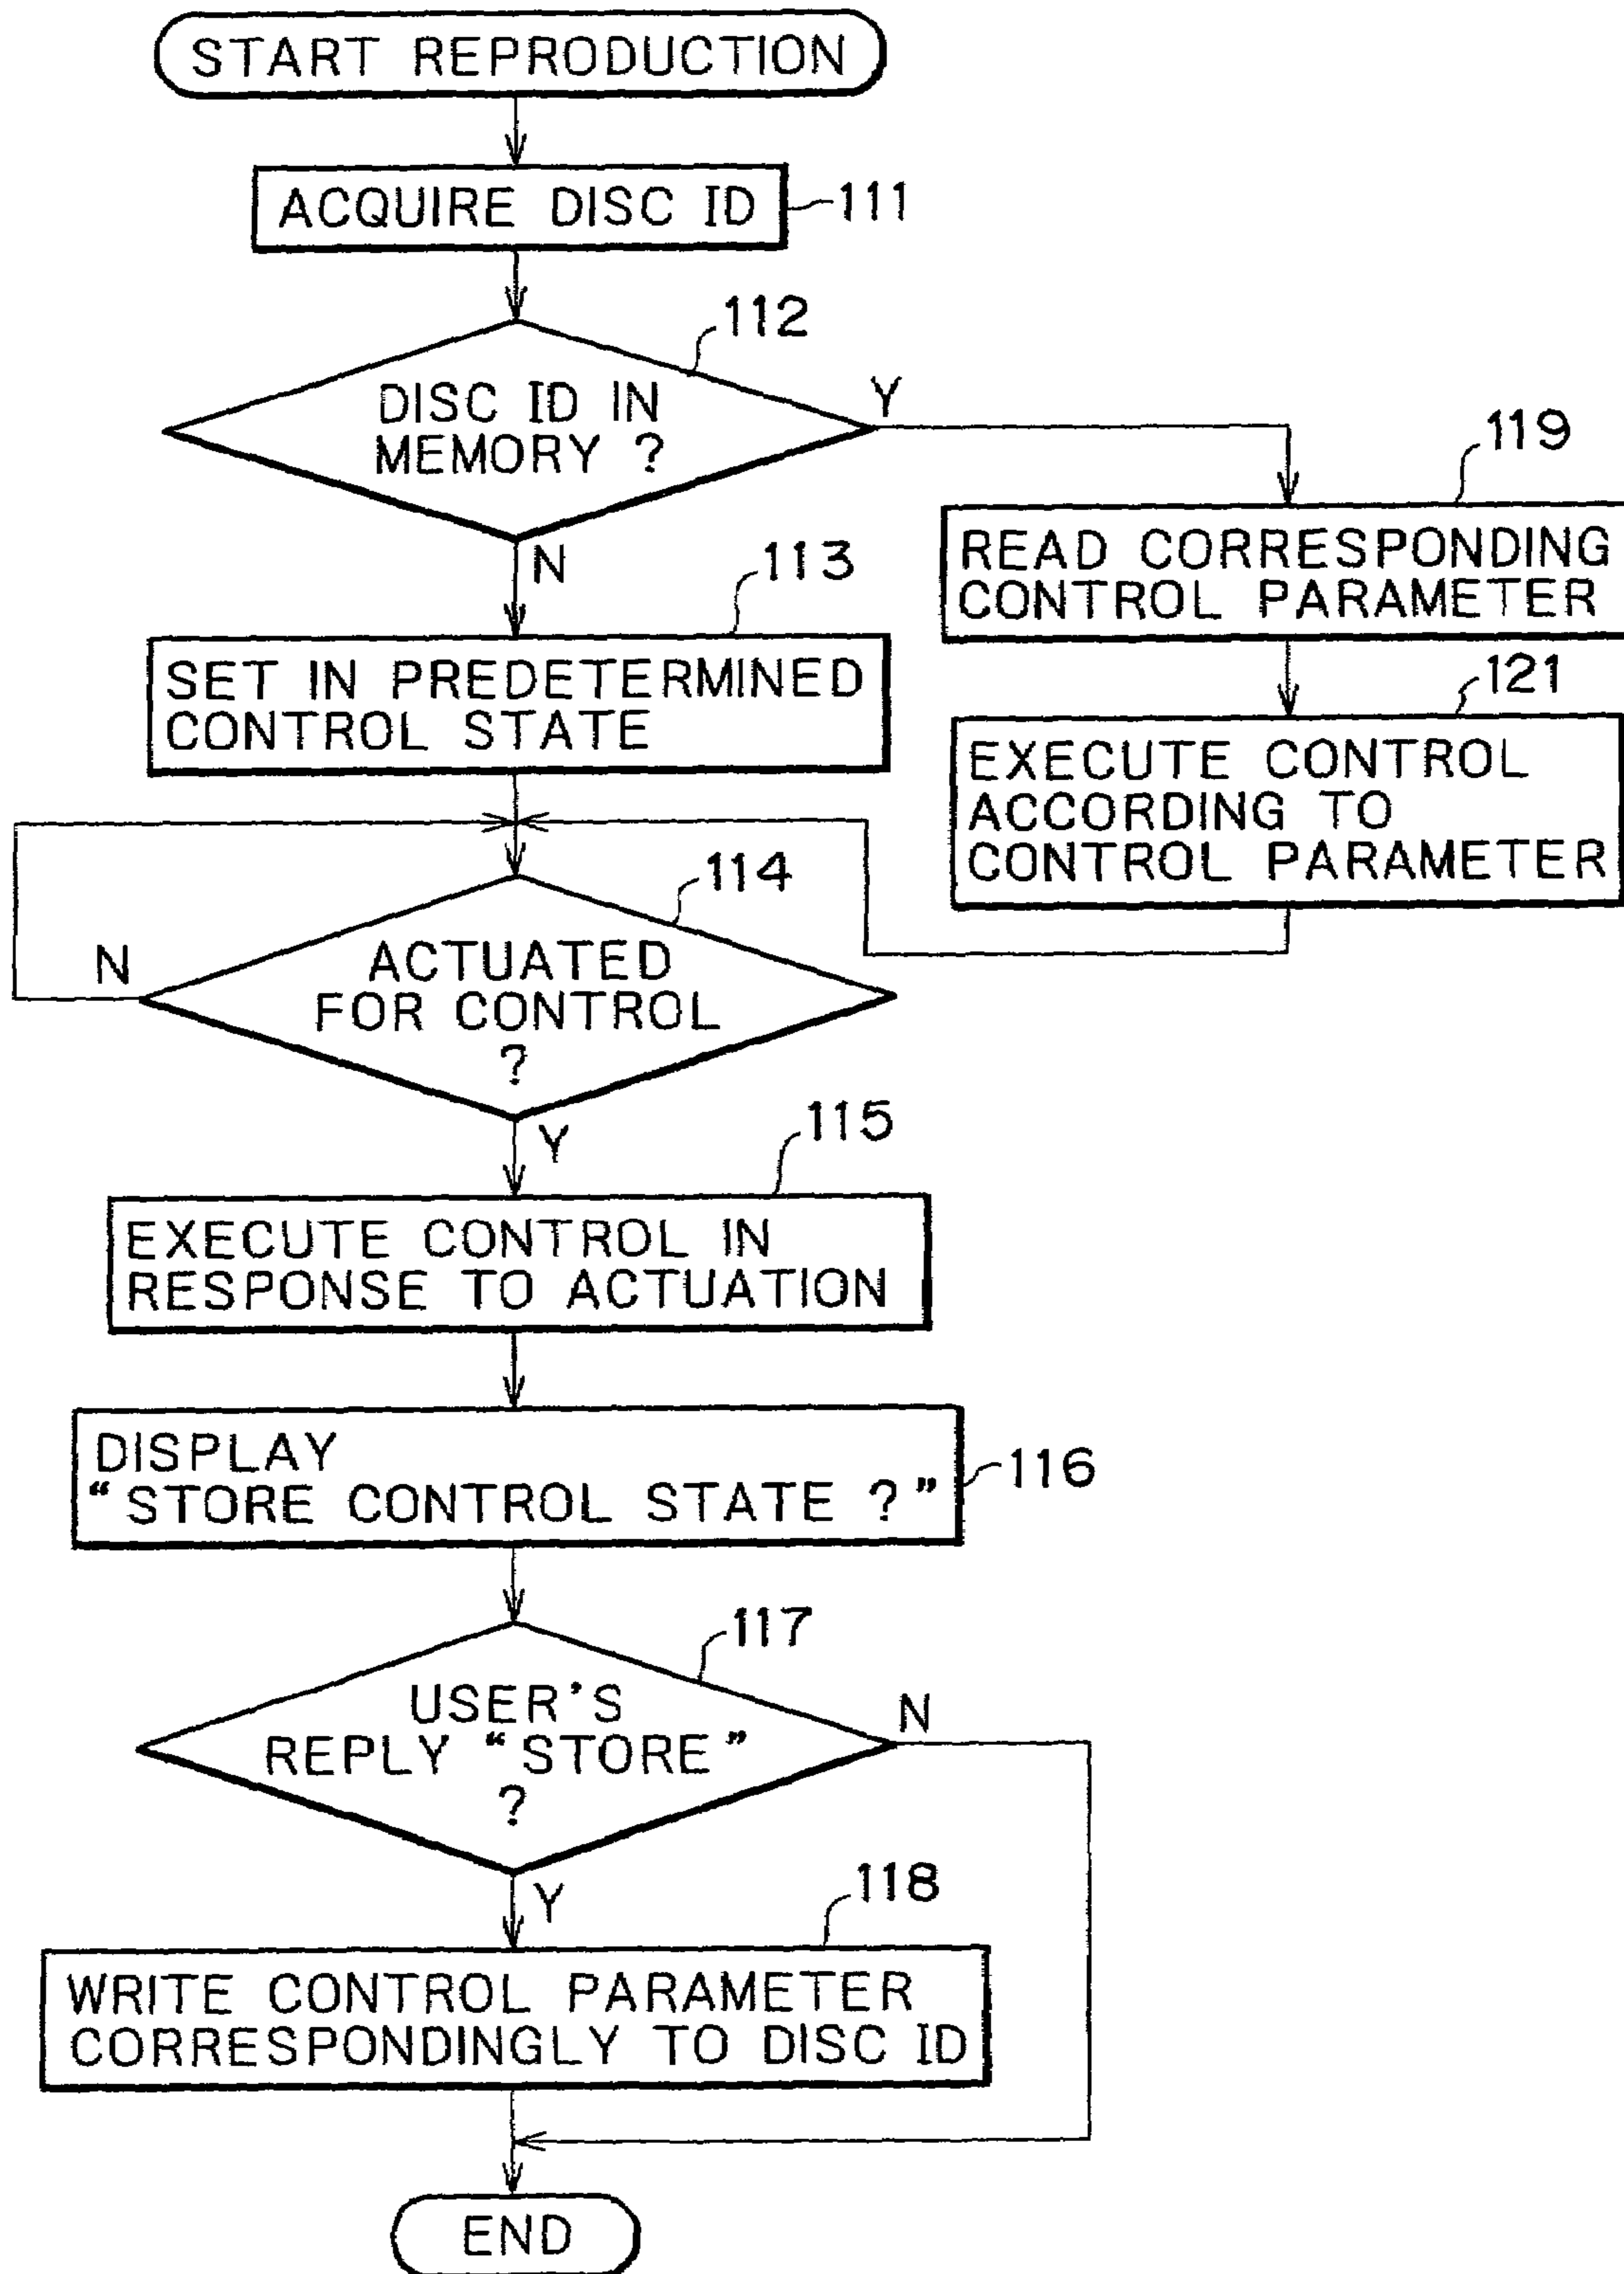 START REPRODUCTION
ACQUIRE DISC ID
111
112
DISC ID IN
MEMORY ?
Y
N
119
READ CORRESPONDING
CONTROL PARAMETER
113
SET IN PREDETERMINED
CONTROL STATE
121
EXECUTE CONTROL
ACCORDING TO
CONTROL PARAMETER
114
N
ACTUATED
FOR CONTROL
?
Y
115
EXECUTE CONTROL IN
RESPONSE TO ACTUATION
DISPLAY
“STORE CONTROL STATE ?”
116
117
USER'S
REPLY “STORE”
?
N
Y
118
WRITE CONTROL PARAMETER
CORRESPONDINGLY TO DISC ID
END